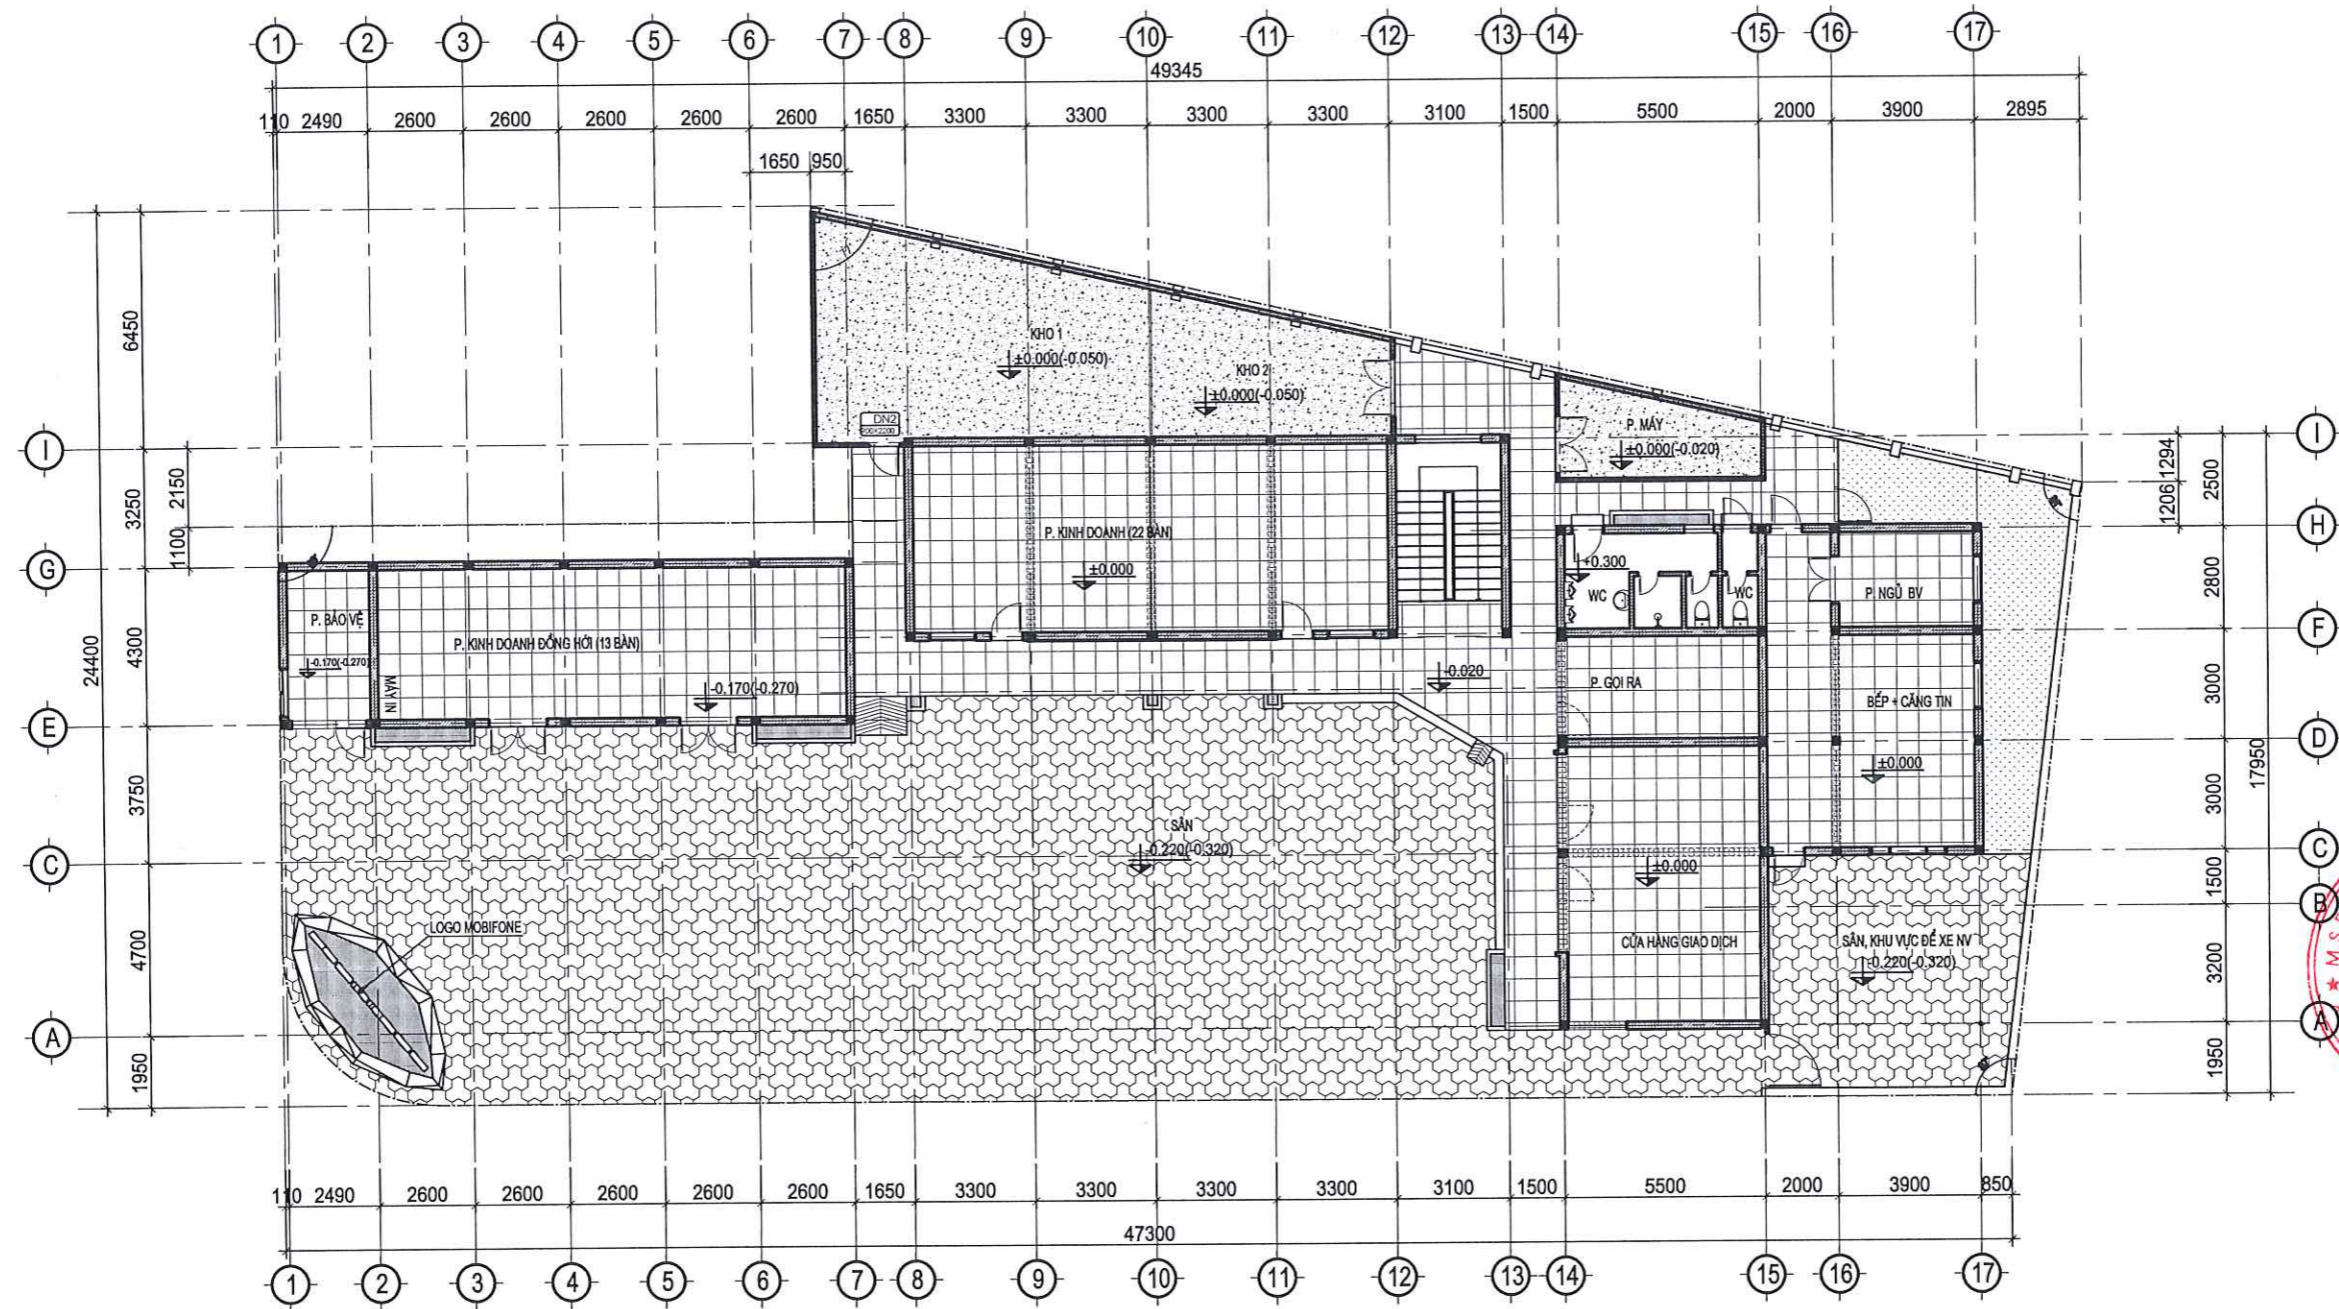 1 2 3 4 5 6 7 8 9 10 11 12 13 14 15 16 17
49345
110 2490 2600 2600 2600 2600 2600 1650 3300 3300 3300 3300 3100 1500 5500 2000 3900 2895
1650 950
24400
6450
3250
2150
1100
4300
3750
4700
1950
I
G
E
C
A
KHO 1
±0.000(-0.050)
KHO 2
±0.000(-0.050)
DN2
P. MÁY
±0.000(-0.020)
P. KINH DOANH (22 BÀN)
±0.000
+0.300
WC
WC
P. NGỦ BV
P. BẢO VỆ
-0.170(-0.270)
P. KINH DOANH ĐỒNG HỚI (13 BÀN)
MÁY IN
-0.170(-0.270)
-0.020
P. GỌI RA
BẾP + CĂNG TIN
±0.000
SÂN
-0.220(-0.320)
±0.000
LOGO MOBIFONE
CỬA HÀNG GIAO DỊCH
SÂN, KHU VỰC ĐỂ XE NV
-0.220(-0.320)
1294
1206
2500
2800
3000
3000
1500
3200
1950
17950
I
H
F
D
C
B
A
M.S
110 2490 2600 2600 2600 2600 2600 1650 3300 3300 3300 3300 3100 1500 5500 2000 3900 850
47300
1 2 3 4 5 6 7 8 9 10 11 12 13 14 15 16 17